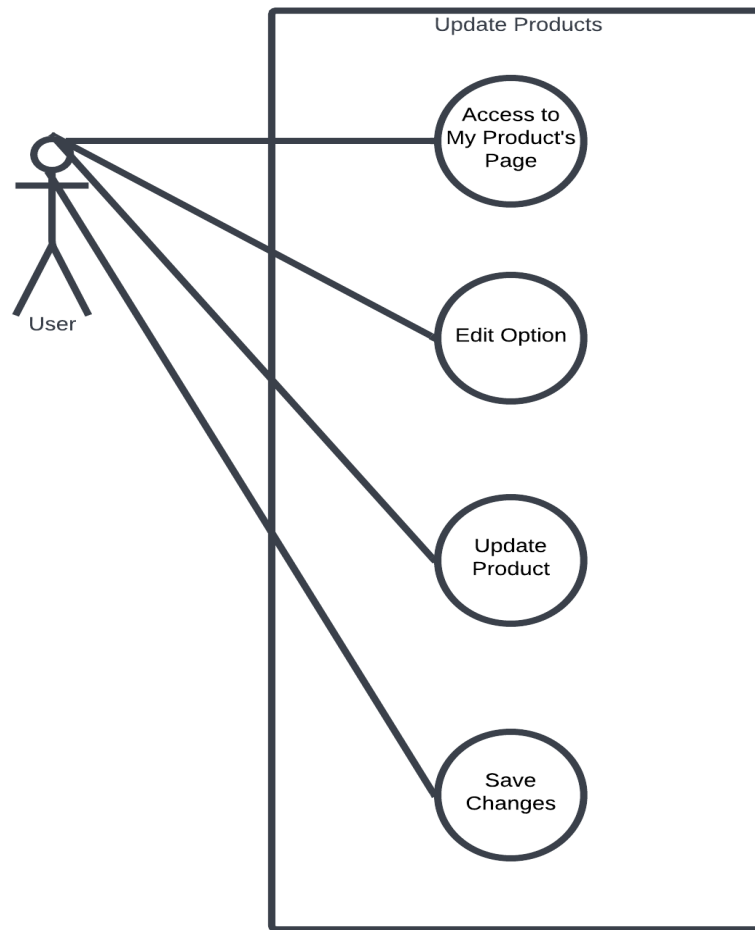 Update Products
Access to
My Product's
Page
User
Edit Option
Update
Product
Save
Changes